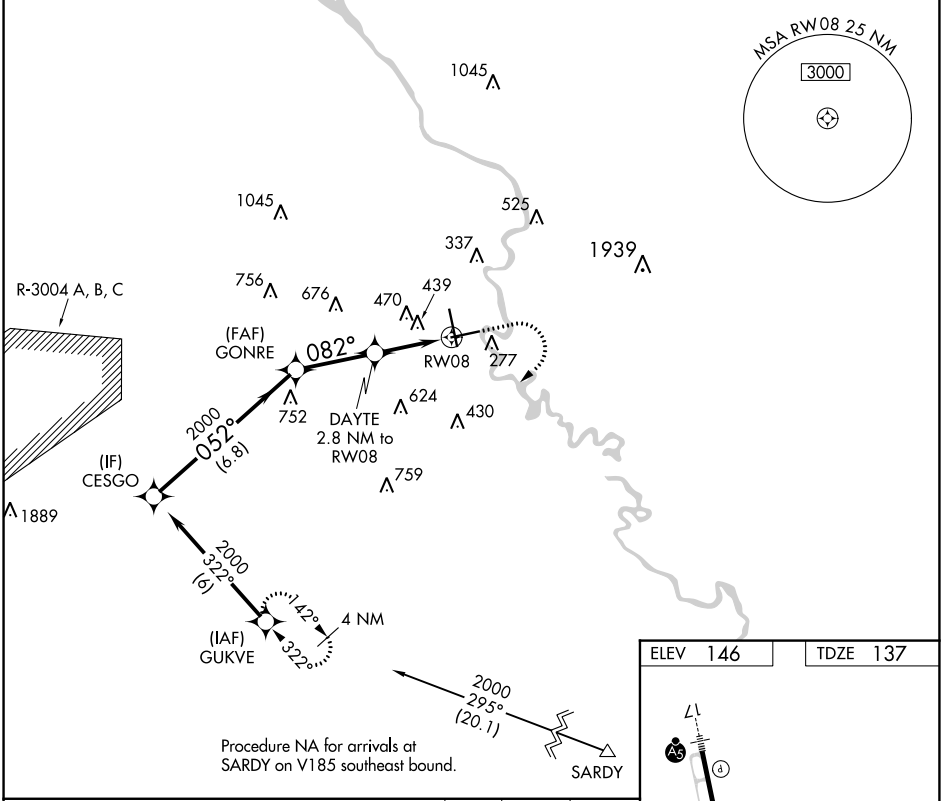 MSA RW08 25 NM
3000
1045
1045
525
337
1939
R-3004 A, B, C
756
676
470
439
(FAF)
GONRE
082°
RW08
277
752
DAYTE
2.8 NM to
RW08
624
430
2000
052°
(6.8)
(IF)
CESGO
759
1889
2000
322°
(6)
142°
4 NM
322°
(IAF)
GUKVE
2000
295°
(20.1)
SARDY
Procedure NA for arrivals at
SARDY on V185 southeast bound.
ELEV 146
TDZE 137
17
A5
P